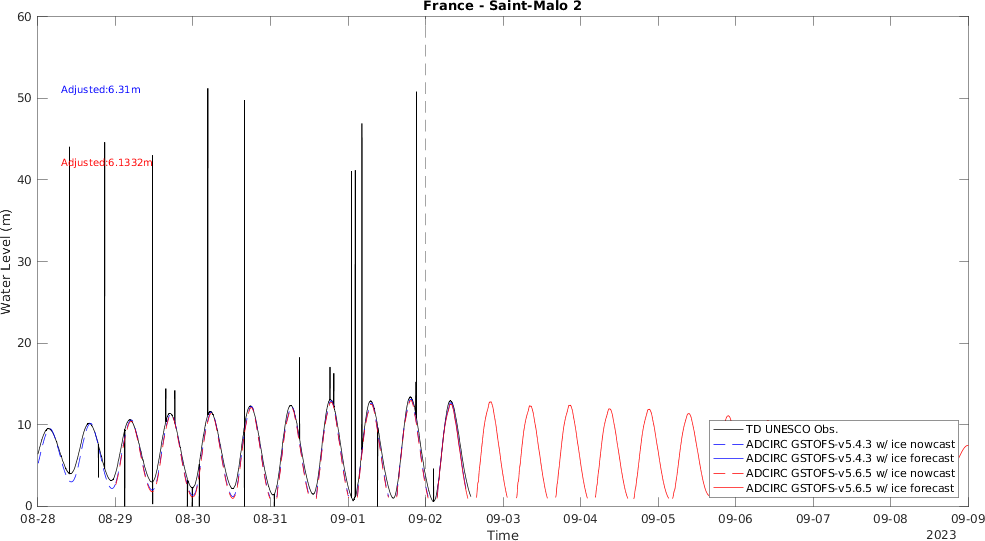 France - Saint-Malo 2
60
50
40
30
20
10
0
Water Level (m)
Adjusted:6.31m
Adjusted:6.1332m
TD UNESCO Obs.
ADCIRC GSTOFS-v5.4.3 w/ ice nowcast
ADCIRC GSTOFS-v5.4.3 w/ ice forecast
ADCIRC GSTOFS-v5.6.5 w/ ice nowcast
ADCIRC GSTOFS-v5.6.5 w/ ice forecast
08-28 08-29 08-30 08-31 09-01 09-02 09-03 09-04 09-05 09-06 09-07 09-08 09-09
Time
2023